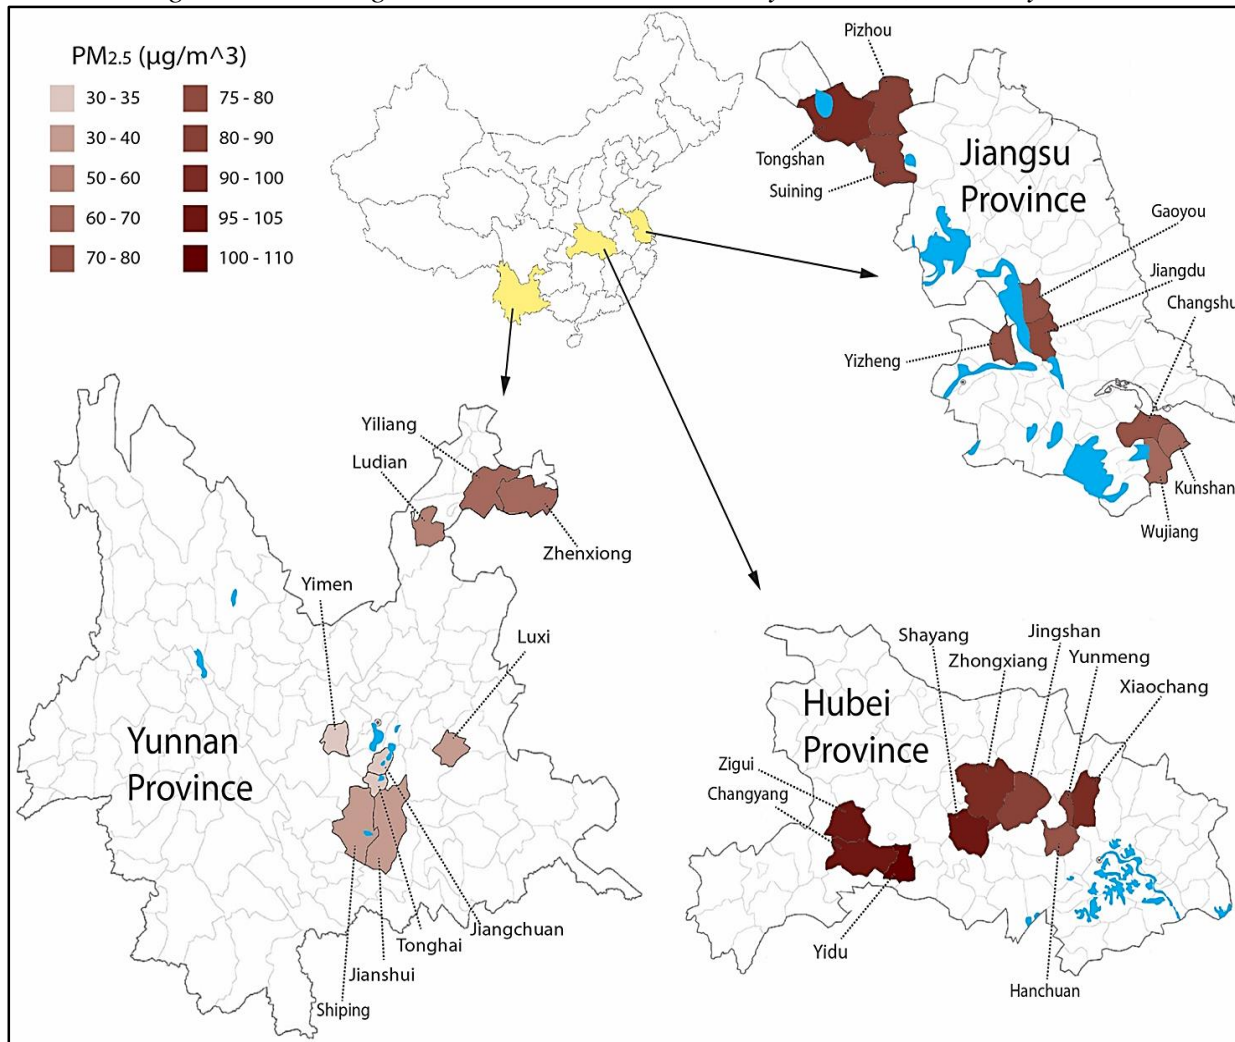 PM2.5 (µg/m^3)
30 - 35
30 - 40
50 - 60
60 - 70
70 - 80
75 - 80
80 - 90
90 - 100
95 - 105
100 - 110
Pizhou
Tongshan
Suining
Jiangsu
Province
Gaoyou
Jiangdu
Changshu
Yizheng
Kunshan
Wujiang
Yiliang
Ludian
Zhenxiong
Yimen
Luxi
Yunnan
Province
Jiangchuan
Tonghai
Jianshui
Shiping
Shayang
Jingshan
Zhongxiang
Yunmeng
Xiaochang
Hubei
Province
Zigui
Changyang
Yidu
Hanchuan